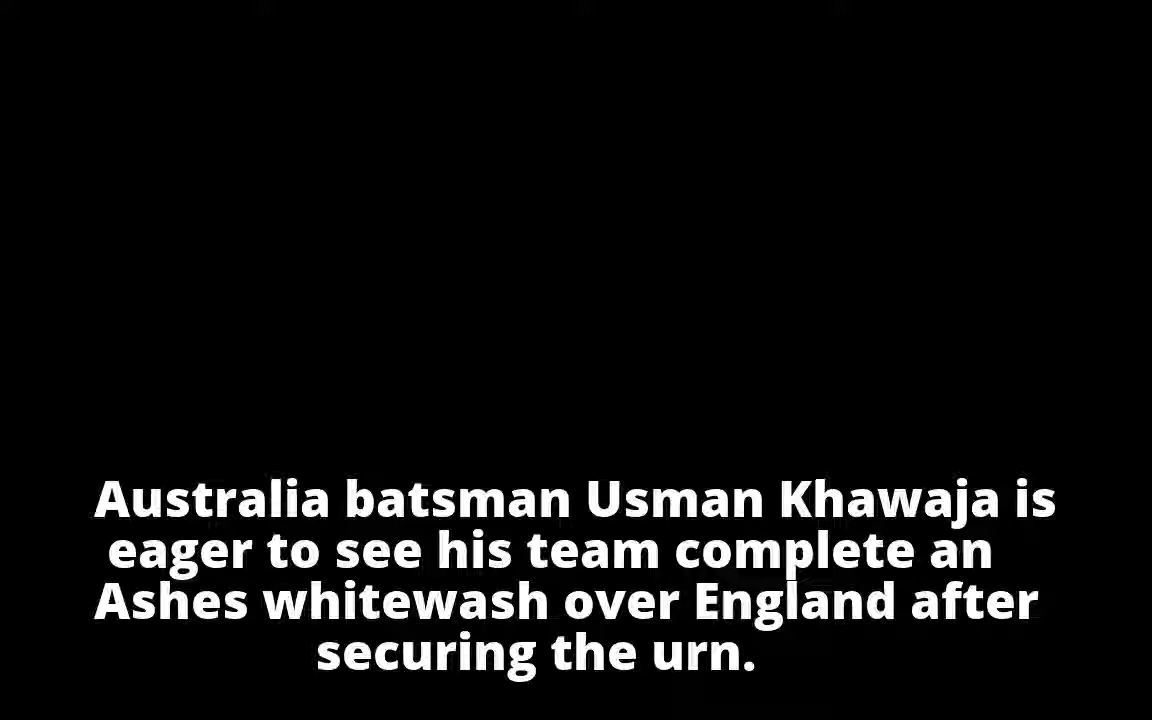 Australia batsman Usman Khawaja is
eager to see his team complete an
Ashes whitewash over England after
securing the urn.